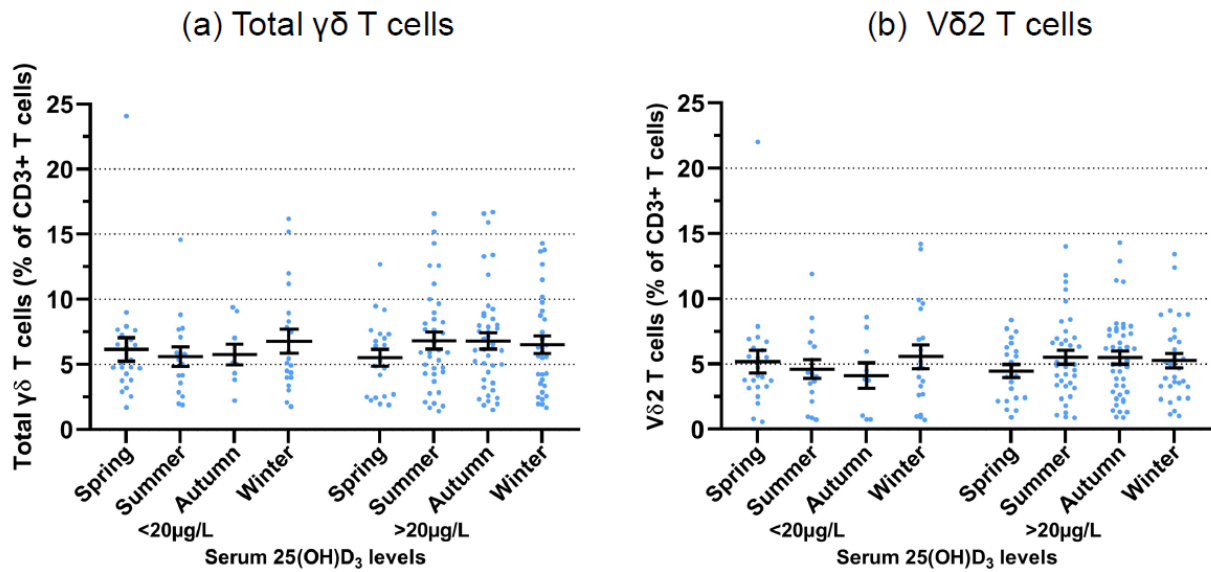 (a) Total γδ T cells
Total γδ T cells (% of CD3+ T cells)
25
20
15
10
5
0
Spring
Summer
Autumn
Winter
Spring
Summer
Autumn
Winter
<20µg/L
>20µg/L
Serum 25(OH)D₃ levels
(b) Vδ2 T cells
Vδ2 T cells (% of CD3+ T cells)
25
20
15
10
5
0
Spring
Summer
Autumn
Winter
Spring
Summer
Autumn
Winter
<20µg/L
>20µg/L
Serum 25(OH)D₃ levels